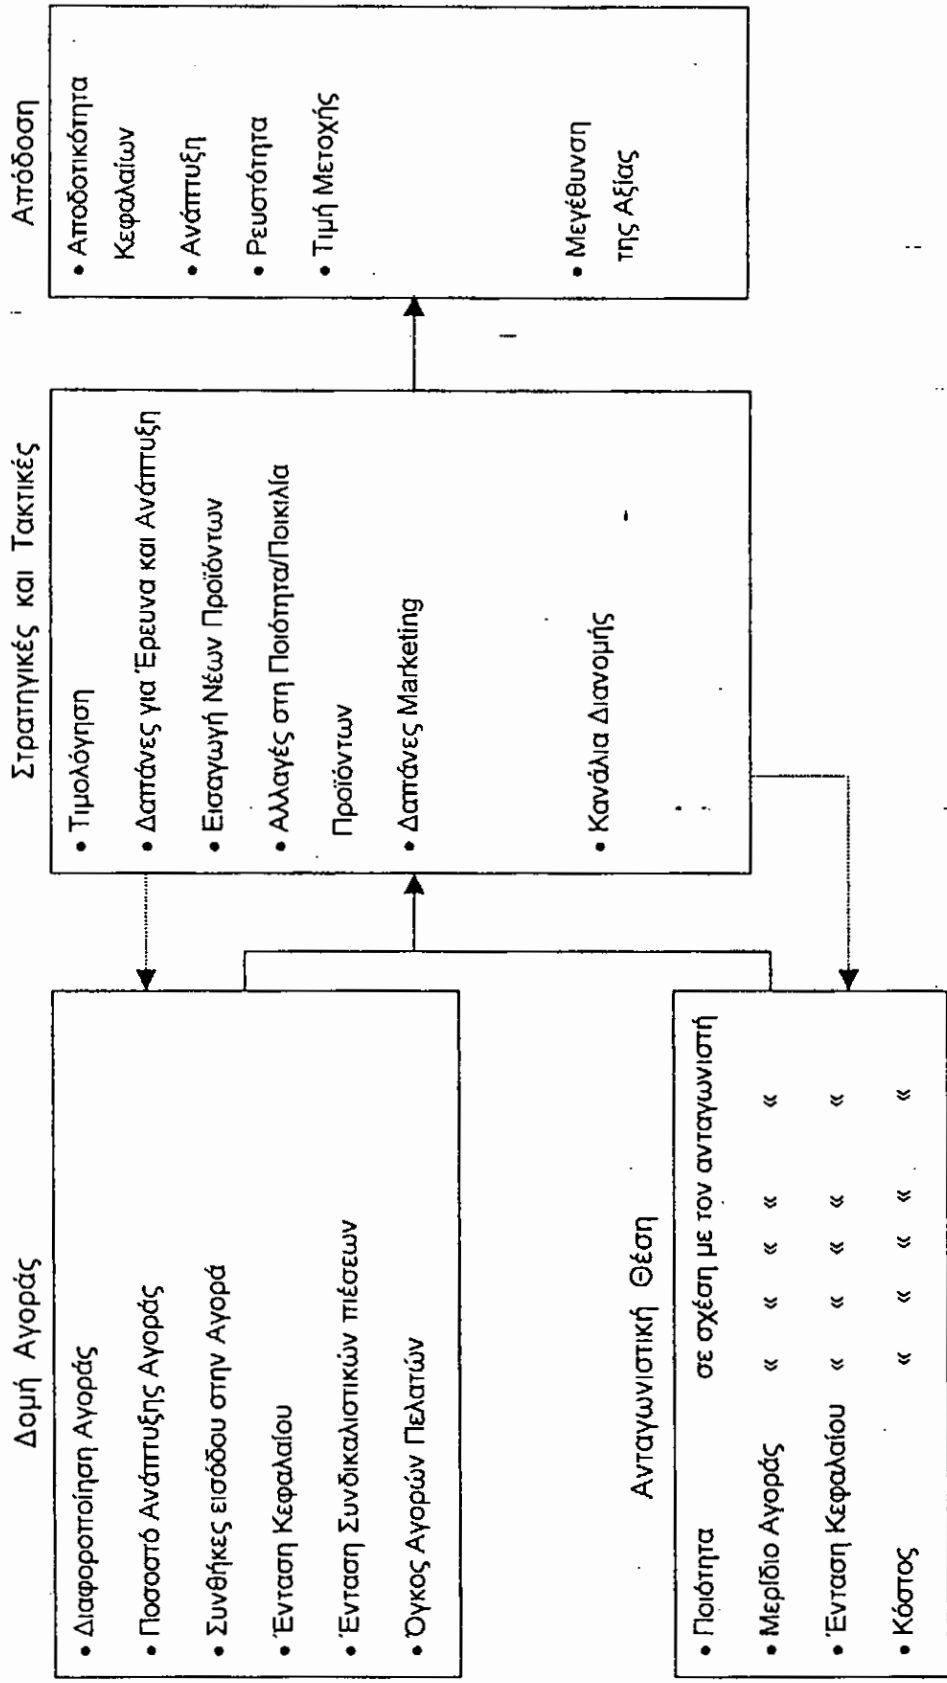 Δομή Αγοράς
• Διαφοροποίηση Αγοράς
• Ποσοστό Ανάπτυξης Αγοράς
• Συνθήκες εισόδου στην Αγορά
• Ένταση Κεφαλαίου
• Ένταση Συνδικαλιστικών πιέσεων
• Όγκος Αγορών Πελατών
Ανταγωνιστική Θέση
• Ποιότητα σε σχέση με τον ανταγωνιστή
• Μερίδιο Αγοράς « « « « «
• Ένταση Κεφαλαίου « « « « «
• Κόστος « « « « «
Στρατηγικές και Τακτικές
• Τιμολόγηση
• Δαπάνες για Έρευνα και Ανάπτυξη
• Εισαγωγή Νέων Προϊόντων
• Αλλαγές στη Ποιότητα/Ποικιλία
Προϊόντων
• Δαπάνες Marketing
• Κανάλια Διανομής
Απόδοση
• Αποδοτικότητα
Κεφαλαίων
• Ανάπτυξη
• Ρευστότητα
• Τιμή Μετοχής
• Μεγέθυνση
της Αξίας